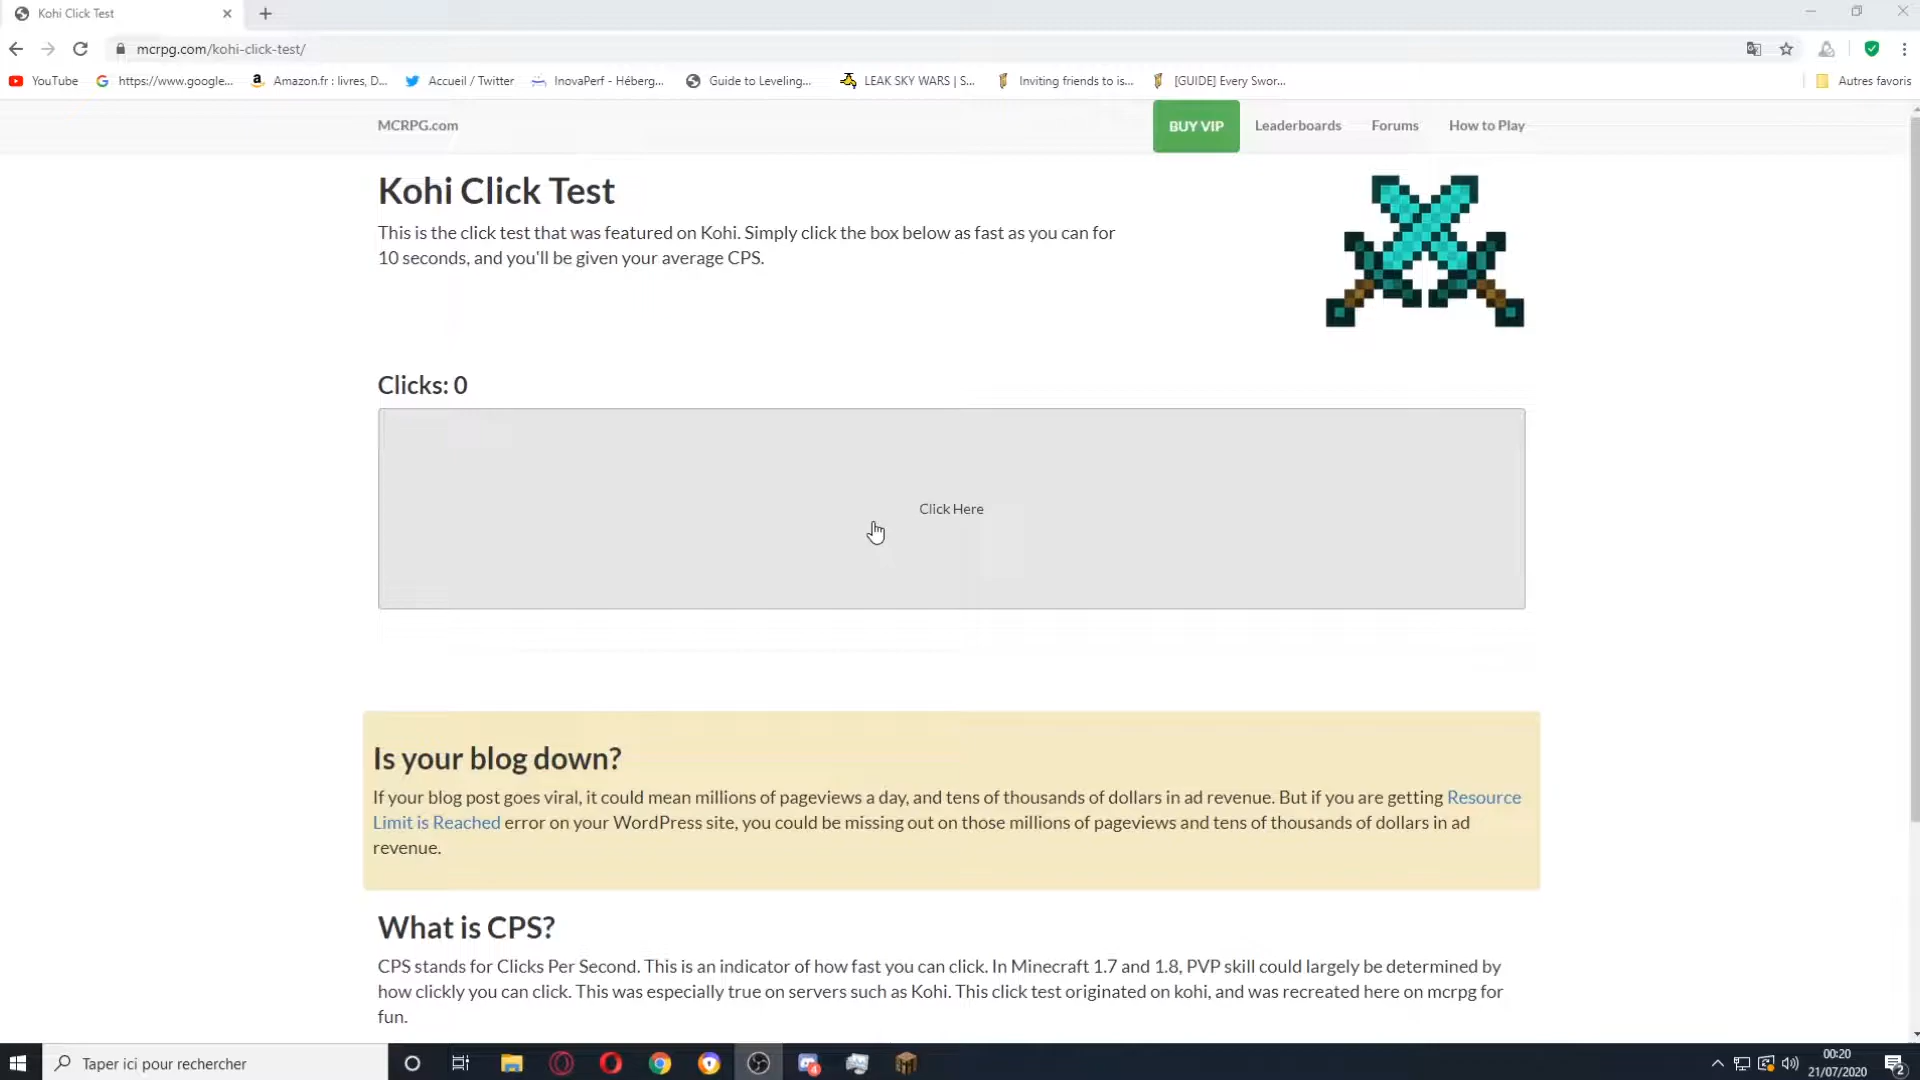 Kohi Click Test
mcrpg.com/kohi-click-test/
YouTube
https://www.google...
Amazon.fr : livres, D...
Accueil / Twitter
InovaPerf - Héberg...
Guide to Leveling...
LEAK SKY WARS | S...
Inviting friends to is...
[GUIDE] Every Swor...
Autres favoris
MCRPG.com
BUY VIP
Leaderboards
Forums
How to Play
Kohi Click Test
This is the click test that was featured on Kohi. Simply click the box below as fast as you can for
10 seconds, and you'll be given your average CPS.
Clicks: 0
Click Here
Is your blog down?
If your blog post goes viral, it could mean millions of pageviews a day, and tens of thousands of dollars in ad revenue. But if you are getting Resource
Limit is Reached error on your WordPress site, you could be missing out on those millions of pageviews and tens of thousands of dollars in ad
revenue.
What is CPS?
CPS stands for Clicks Per Second. This is an indicator of how fast you can click. In Minecraft 1.7 and 1.8, PVP skill could largely be determined by
how clickly you can click. This was especially true on servers such as Kohi. This click test originated on kohi, and was recreated here on mcrpg for
fun.
Taper ici pour rechercher
4
00:20
21/07/2020
2